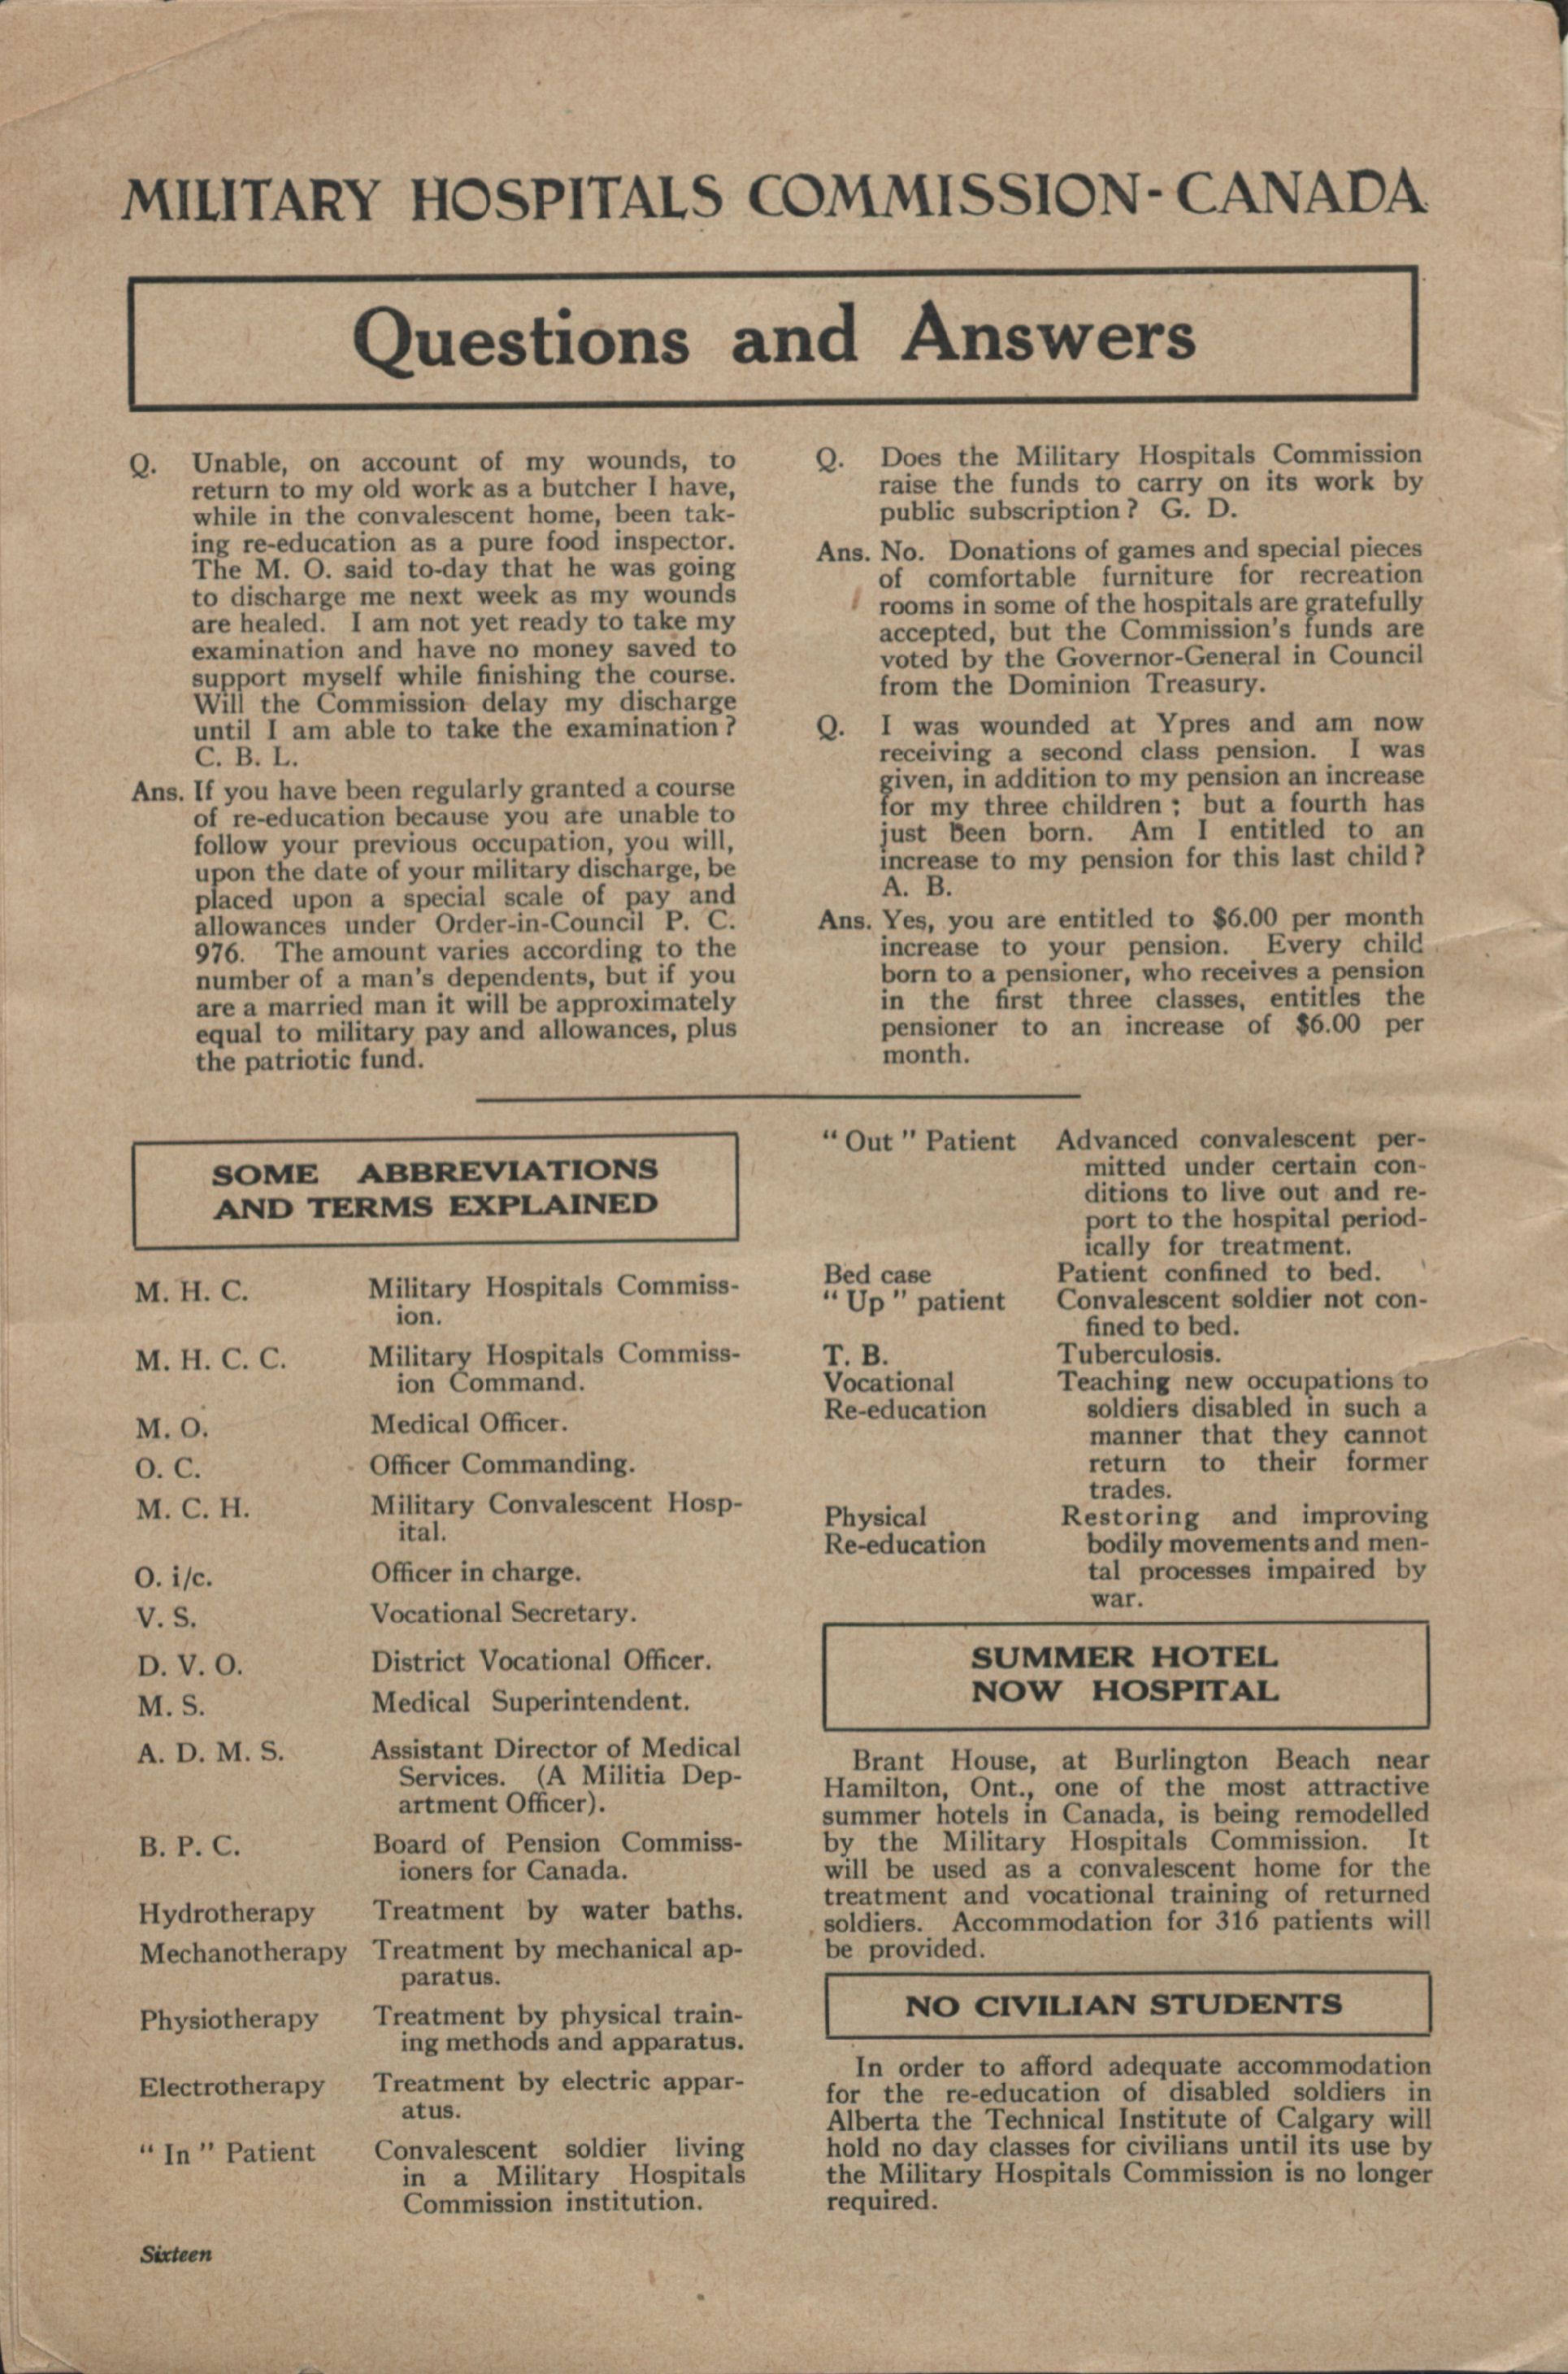 MILITARY HOSPITALS COMMISSION-CANADA
Questions and Answers
Q. Unable, on account of my wounds, to
return to my old work as a butcher I have,
while in the convalescent home, been tak-
ing re-education as a pure food inspector.
The M. O. said to-day that he was going
to discharge me next week as my wounds
are healed. I am not yet ready to take my
examination and have no money saved to
support myself while finishing the course.
Will the Commission delay my discharge
until I am able to take the examination?
C. B. L.
Ans. If you have been regularly granted a course
of re-education because you are unable to
follow your previous occupation, you will,
upon the date of your military discharge, be
placed upon a special scale of pay and
allowances under Order-in-Council P. C.
976. The amount varies according to the
number of a man's dependents, but if you
are a married man it will be approximately
equal to military pay and allowances, plus
the patriotic fund.
Q. Does the Military Hospitals Commission
raise the funds to carry on its work by
public subscription? G. D.
Ans. No. Donations of games and special pieces
of comfortable furniture for recreation
rooms in some of the hospitals are gratefully
accepted, but the Commission's funds are
voted by the Governor-General in Council
from the Dominion Treasury.
Q. I was wounded at Ypres and am now
receiving a second class pension. I was
given, in addition to my pension an increase
for my three children; but a fourth has
just been born. Am I entitled to an
increase to my pension for this last child?
A. B.
Ans. Yes, you are entitled to $6.00 per month
increase to your pension. Every child
born to a pensioner, who receives a pension
in the first three classes, entitles the
pensioner to an increase of $6.00 per
month.
SOME ABBREVIATIONS
AND TERMS EXPLAINED
M. H. C. Military Hospitals Commiss-
ion.
M. H. C. C. Military Hospitals Commiss-
ion Command.
M. O. Medical Officer.
O. C. Officer Commanding.
M. C. H. Military Convalescent Hosp-
ital.
O. i/c. Officer in charge.
V. S. Vocational Secretary.
D. V. O. District Vocational Officer.
M. S. Medical Superintendent.
A. D. M. S. Assistant Director of Medical
Services. (A Militia Dep-
artment Officer).
B. P. C. Board of Pension Commiss-
ioners for Canada.
Hydrotherapy Treatment by water baths.
Mechanotherapy Treatment by mechanical ap-
paratus.
Physiotherapy Treatment by physical train-
ing methods and apparatus.
Electrotherapy Treatment by electric appar-
atus.
"In" Patient Convalescent soldier living
in a Military Hospitals
Commission institution.
"Out" Patient Advanced convalescent per-
mitted under certain con-
ditions to live out and re-
port to the hospital period-
ically for treatment.
Bed case Patient confined to bed.
"Up" patient Convalescent soldier not con-
fined to bed.
T. B. Tuberculosis.
Vocational Teaching new occupations to
Re-education soldiers disabled in such a
manner that they cannot
return to their former
trades.
Physical Restoring and improving
Re-education bodily movements and men-
tal processes impaired by
war.
SUMMER HOTEL
NOW HOSPITAL
Brant House, at Burlington Beach near
Hamilton, Ont., one of the most attractive
summer hotels in Canada, is being remodelled
by the Military Hospitals Commission. It
will be used as a convalescent home for the
treatment and vocational training of returned
soldiers. Accommodation for 316 patients will
be provided.
NO CIVILIAN STUDENTS
In order to afford adequate accommodation
for the re-education of disabled soldiers in
Alberta the Technical Institute of Calgary will
hold no day classes for civilians until its use by
the Military Hospitals Commission is no longer
required.
Sixteen